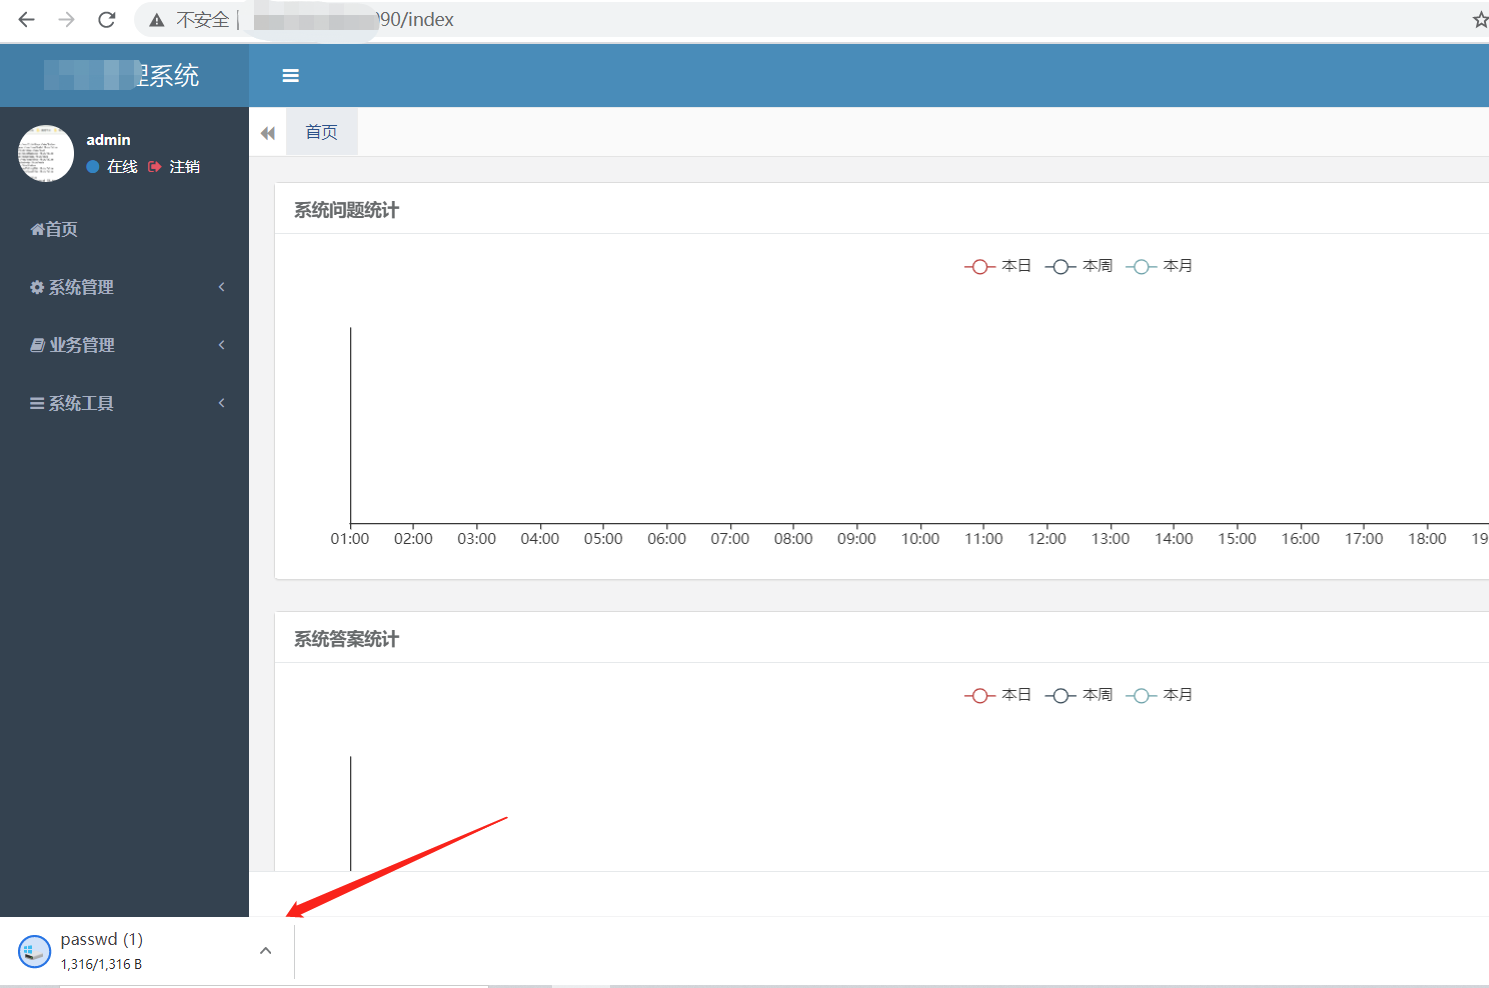 不安全
90/index
理系统
首页
admin
在线 注销
首页
系统管理
业务管理
系统工具
系统问题统计
本日 本周 本月
01:00 02:00 03:00 04:00 05:00 06:00 07:00 08:00 09:00 10:00 11:00 12:00 13:00 14:00 15:00 16:00 17:00 18:00 19
系统答案统计
本日 本周 本月
passwd (1)
1,316/1,316 B